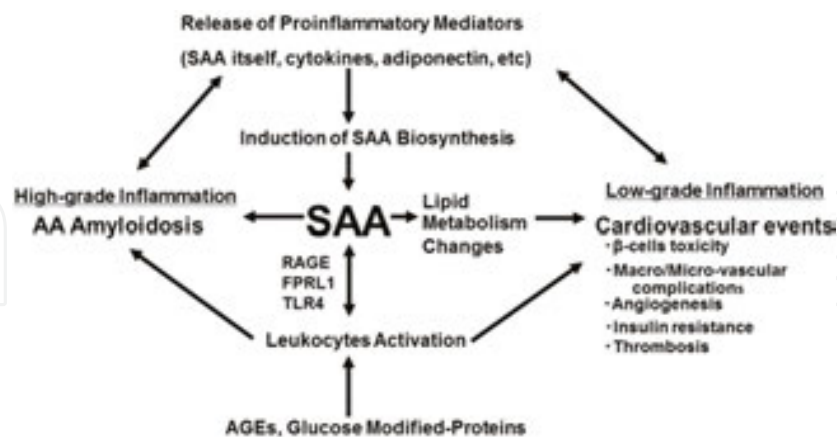 Release of Proinflammatory Mediators
(SAA itself, cytokines, adiponectin, etc)
Induction of SAA Biosynthesis
High-grade Inflammation
AA Amyloidosis
SAA
Lipid
Metabolism
Changes
Low-grade Inflammation
Cardiovascular events
・β-cells toxicity
・Macro/Micro-vascular
complications
・Angiogenesis
・Insulin resistance
・Thrombosis
RAGE
FPRL1
TLR4
Leukocytes Activation
AGEs, Glucose Modified-Proteins